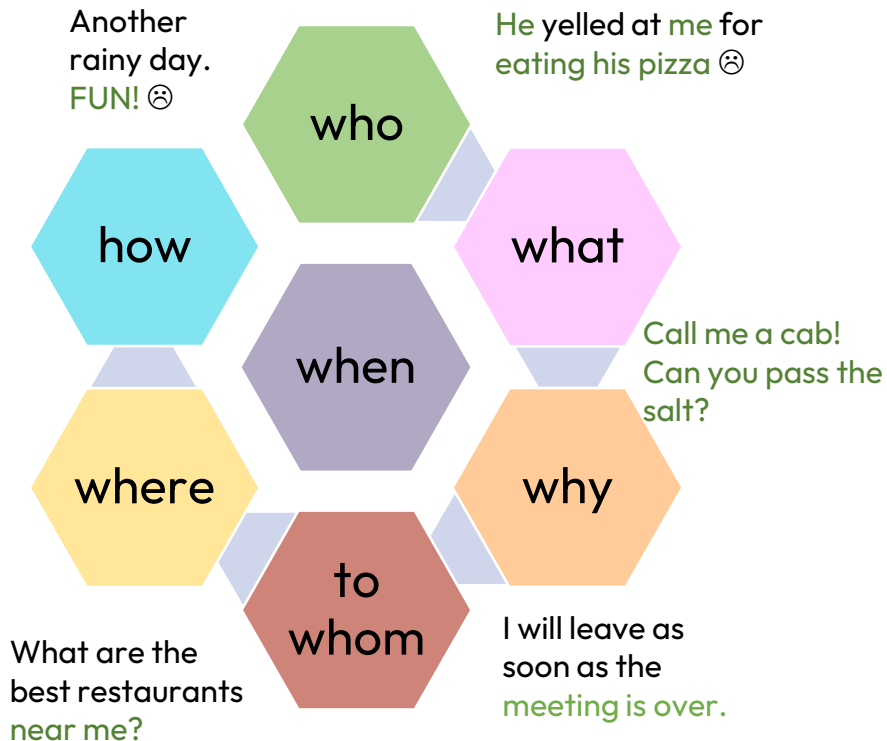 Another
rainy day.
FUN! ☹
He yelled at me for
eating his pizza ☹
who
how
what
when
Call me a cab!
Can you pass the
salt?
where
why
to
whom
What are the
best restaurants
near me?
I will leave as
soon as the
meeting is over.